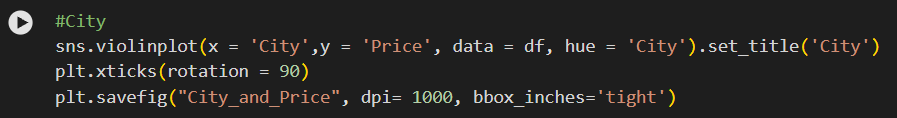 #City
sns.violinplot(x = 'City',y = 'Price', data = df, hue = 'City').set_title('City')
plt.xticks(rotation = 90)
plt.savefig("City_and_Price", dpi= 1000, bbox_inches='tight')